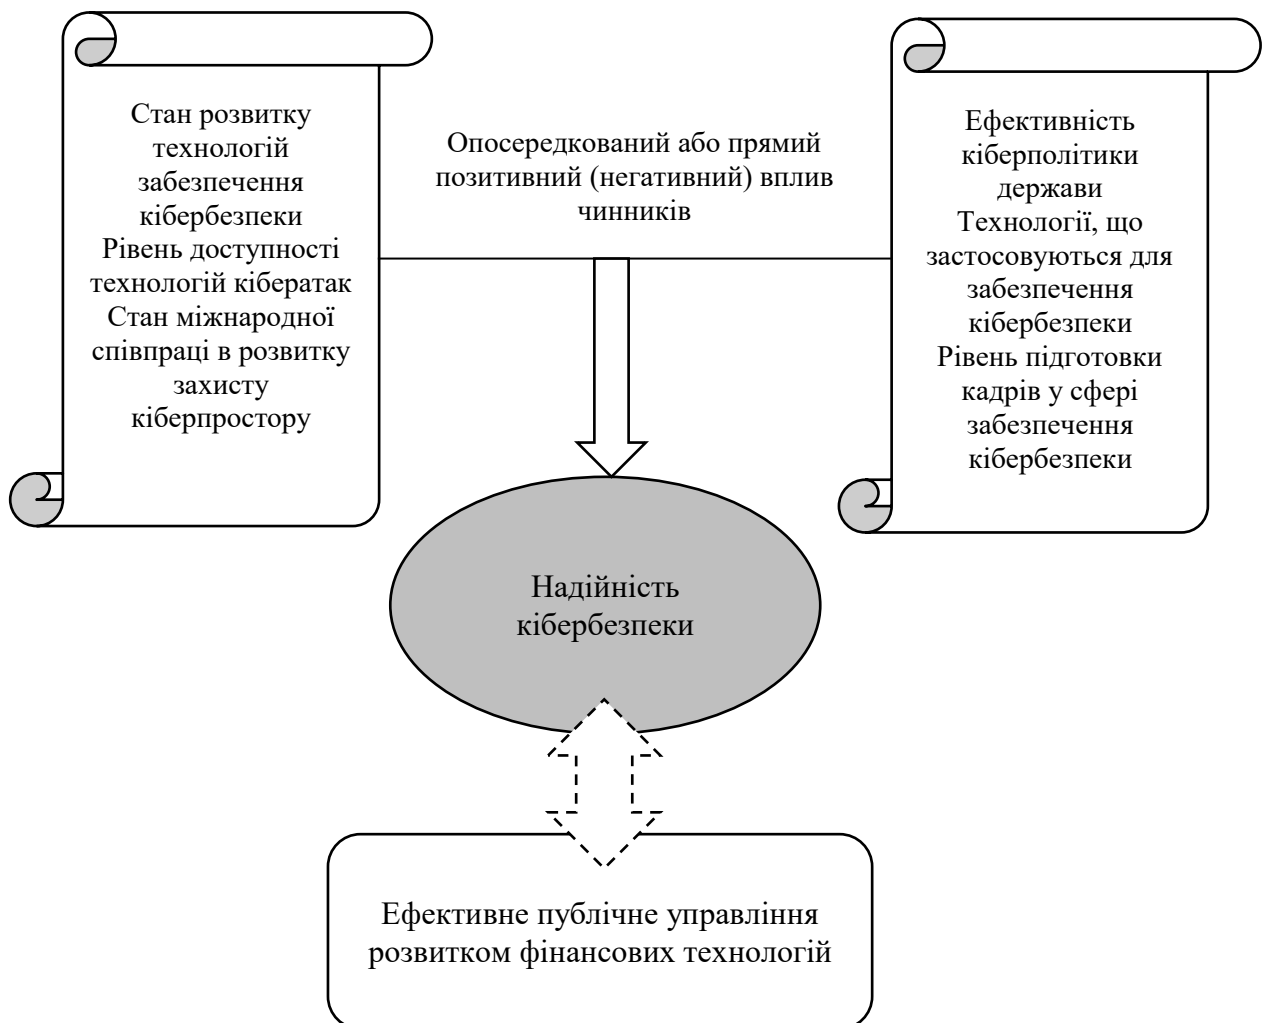 Стан розвитку
технологій
забезпечення
кібербезпеки
Рівень доступності
технологій кібератак
Стан міжнародної
співпраці в розвитку
захисту
кіберпростору
Опосередкований або прямий
позитивний (негативний) вплив
чинників
Ефективність
кіберполітики
держави
Технології, що
застосовуються для
забезпечення
кібербезпеки
Рівень підготовки
кадрів у сфері
забезпечення
кібербезпеки
Надійність
кібербезпеки
Ефективне публічне управління
розвитком фінансових технологій